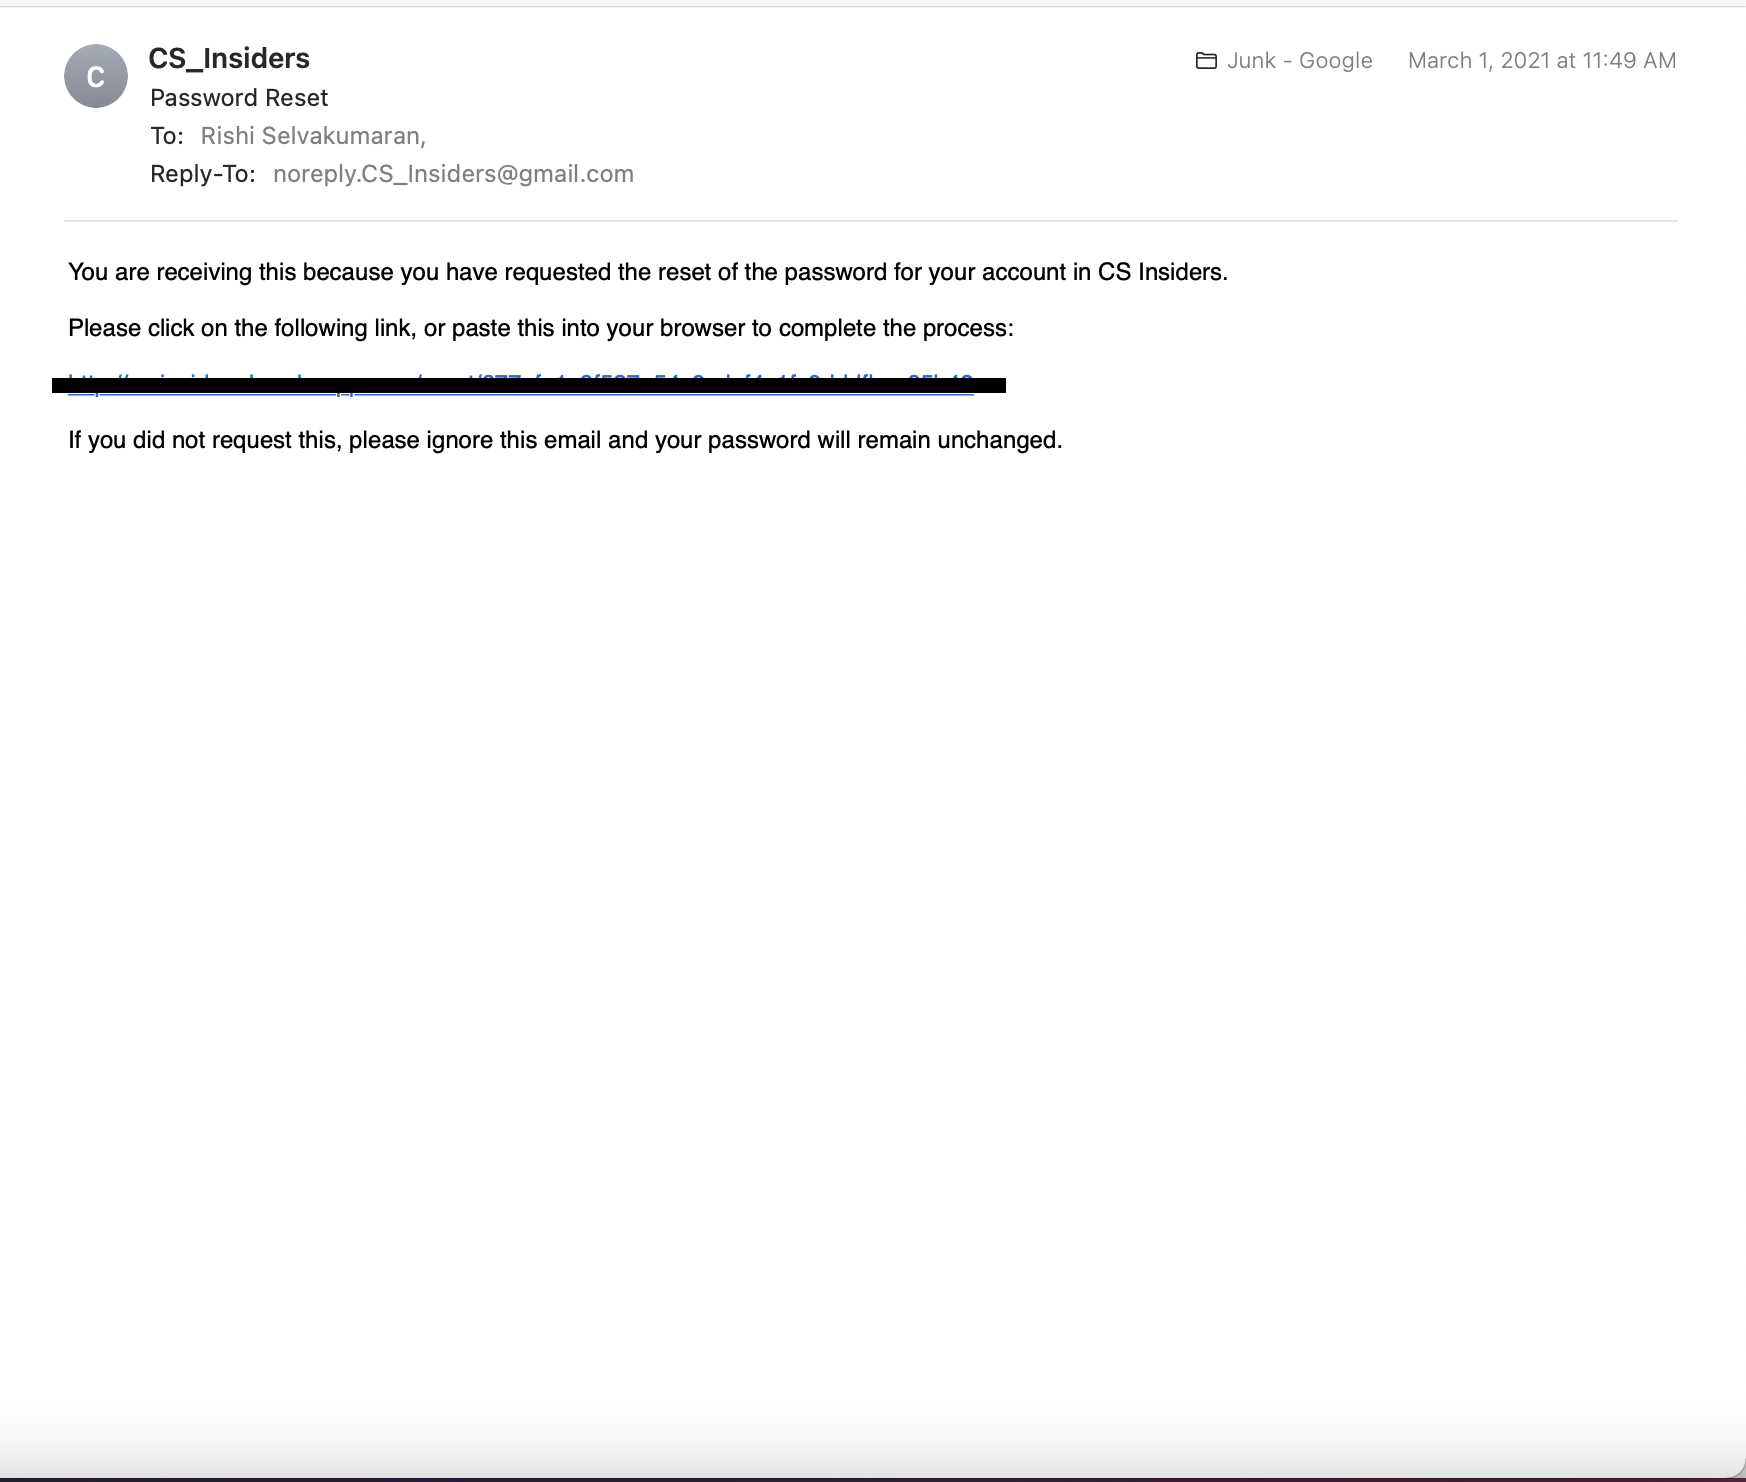 CS_Insiders
Junk - Google
March 1, 2021 at 11:49 AM
C
Password Reset
To: Rishi Selvakumaran,
Reply-To: noreply.CS_Insiders@gmail.com
You are receiving this because you have requested the reset of the password for your account in CS Insiders.
Please click on the following link, or paste this into your browser to complete the process:
If you did not request this, please ignore this email and your password will remain unchanged.